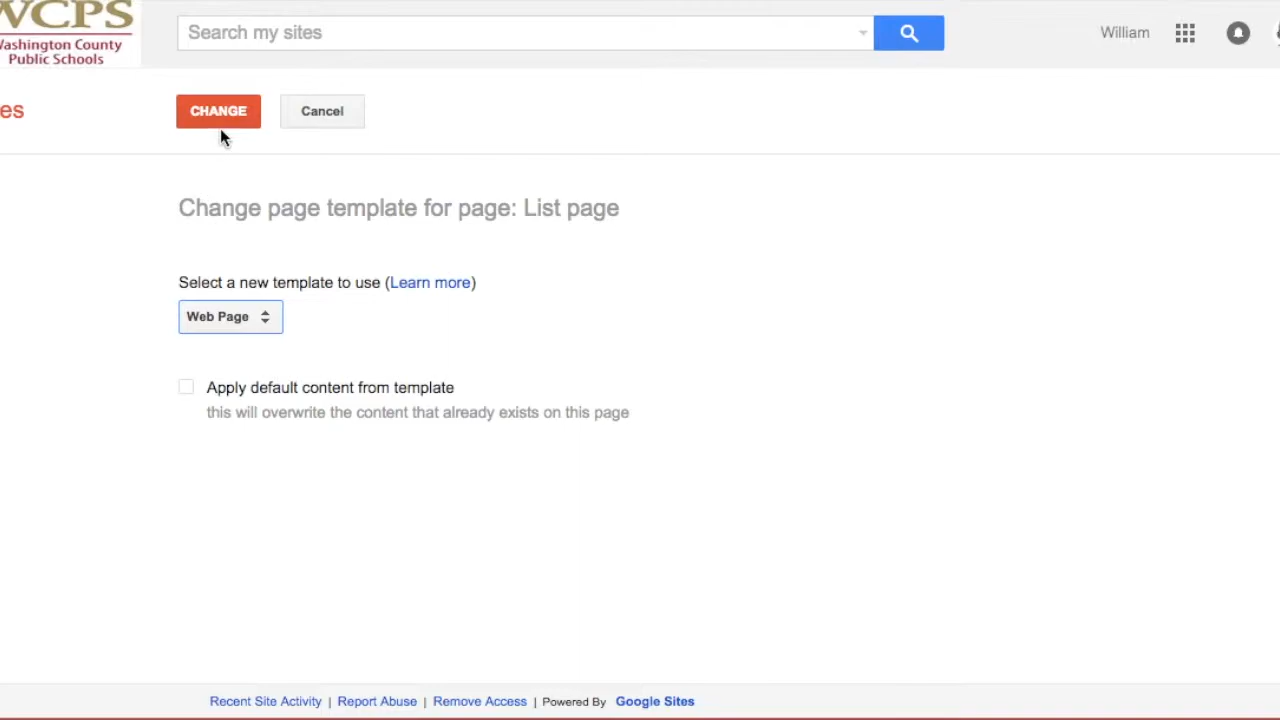 WCPS
Washington County
Public Schools
Search my sites
William
es
CHANGE
Cancel
Change page template for page: List page
Select a new template to use (Learn more)
Web Page
Apply default content from template
this will overwrite the content that already exists on this page
Recent Site Activity | Report Abuse | Remove Access | Powered By Google Sites